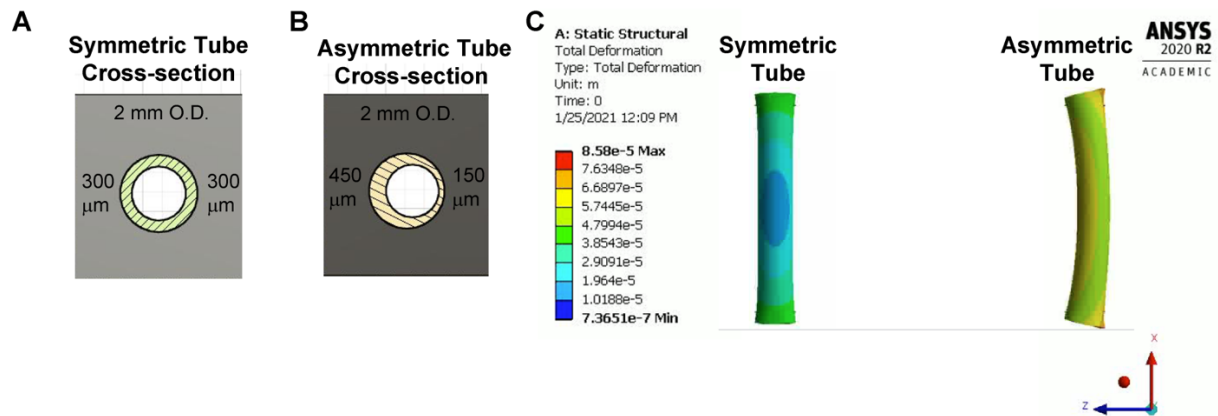 A
Symmetric Tube
Cross-section
2 mm O.D.
300
μm
300
μm
B
Asymmetric Tube
Cross-section
2 mm O.D.
450
μm
150
μm
C
A: Static Structural
Total Deformation
Type: Total Deformation
Unit: m
Time: 0
1/25/2021 12:09 PM
8.58e-5 Max
7.6348e-5
6.6897e-5
5.7445e-5
4.7994e-5
3.8543e-5
2.9091e-5
1.964e-5
1.0188e-5
7.3651e-7 Min
Symmetric
Tube
Asymmetric
Tube
ANSYS
2020 R2
ACADEMIC
X
Z